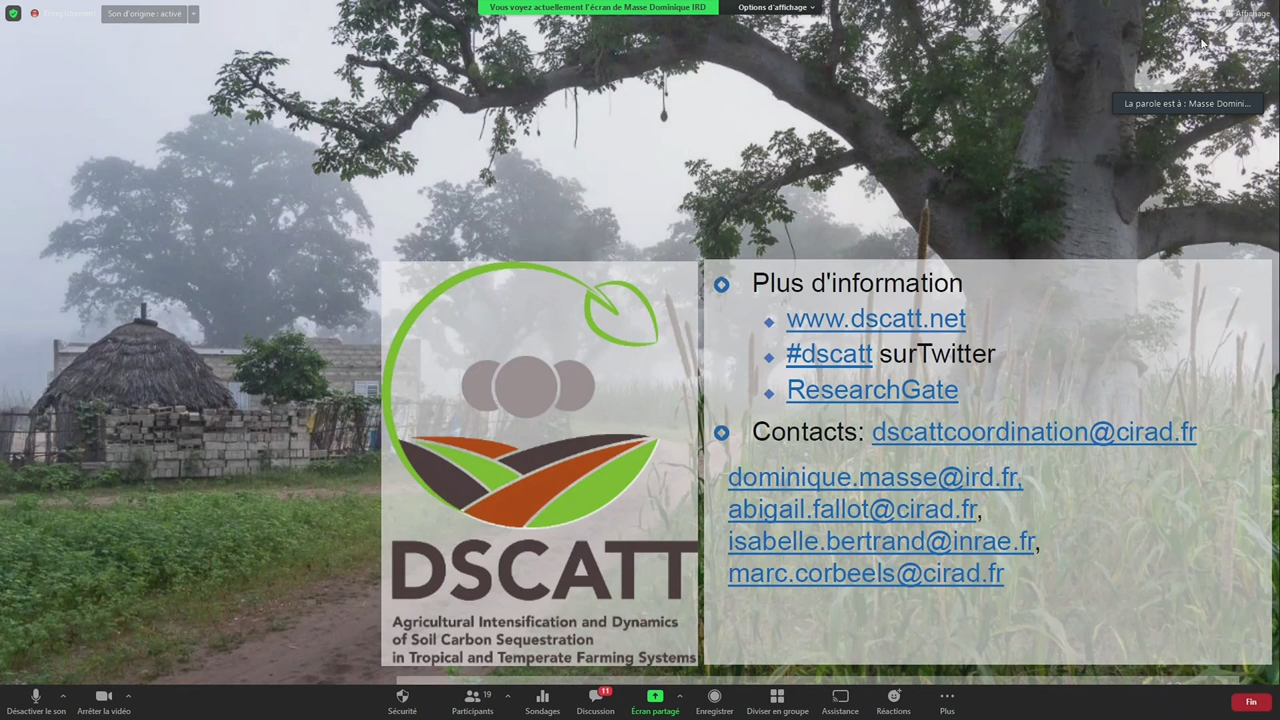 Enregistrement
Son d'origine : activé
Vous voyez actuellement l'écran de Masse Dominique IRD
Options d'affichage
Affichage
La parole est à : Masse Domini...
Plus d'information
www.dscatt.net
#dscatt surTwitter
ResearchGate
Contacts: dscattcoordination@cirad.fr
dominique.masse@ird.fr,
abigail.fallot@cirad.fr,
isabelle.bertrand@inrae.fr,
marc.corbeels@cirad.fr
DSCATT
Agricultural Intensification and Dynamics
of Soil Carbon Sequestration
in Tropical and Temperate Farming Systems
Désactiver le son
Arrêter la vidéo
Sécurité
19
Participants
Sondages
11
Discussion
Écran partagé
Enregistrer
Diviser en groupe
Assistance
Réactions
Plus
Fin